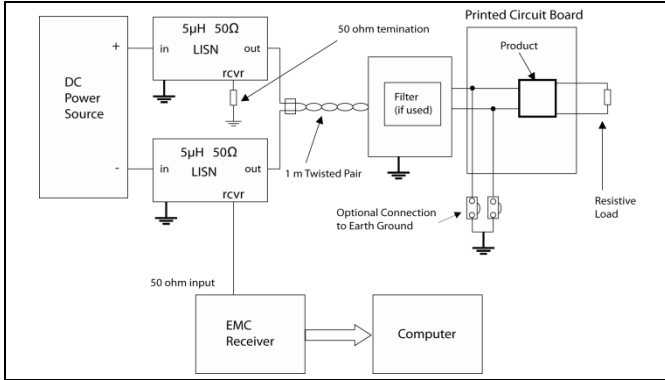 Printed Circuit Board
5µH 50Ω
50 ohm temination
+
in
out
LISN
Product
rcvr
DC
Power
Source
Filter
(if used)
5µH 50Ω
-
in
out
LISN
1 m Twisted Pair
rcvr
Optional Connection
to Earth Ground
Resistive
Load
50 ohm input
EMC
Receiver
Computer